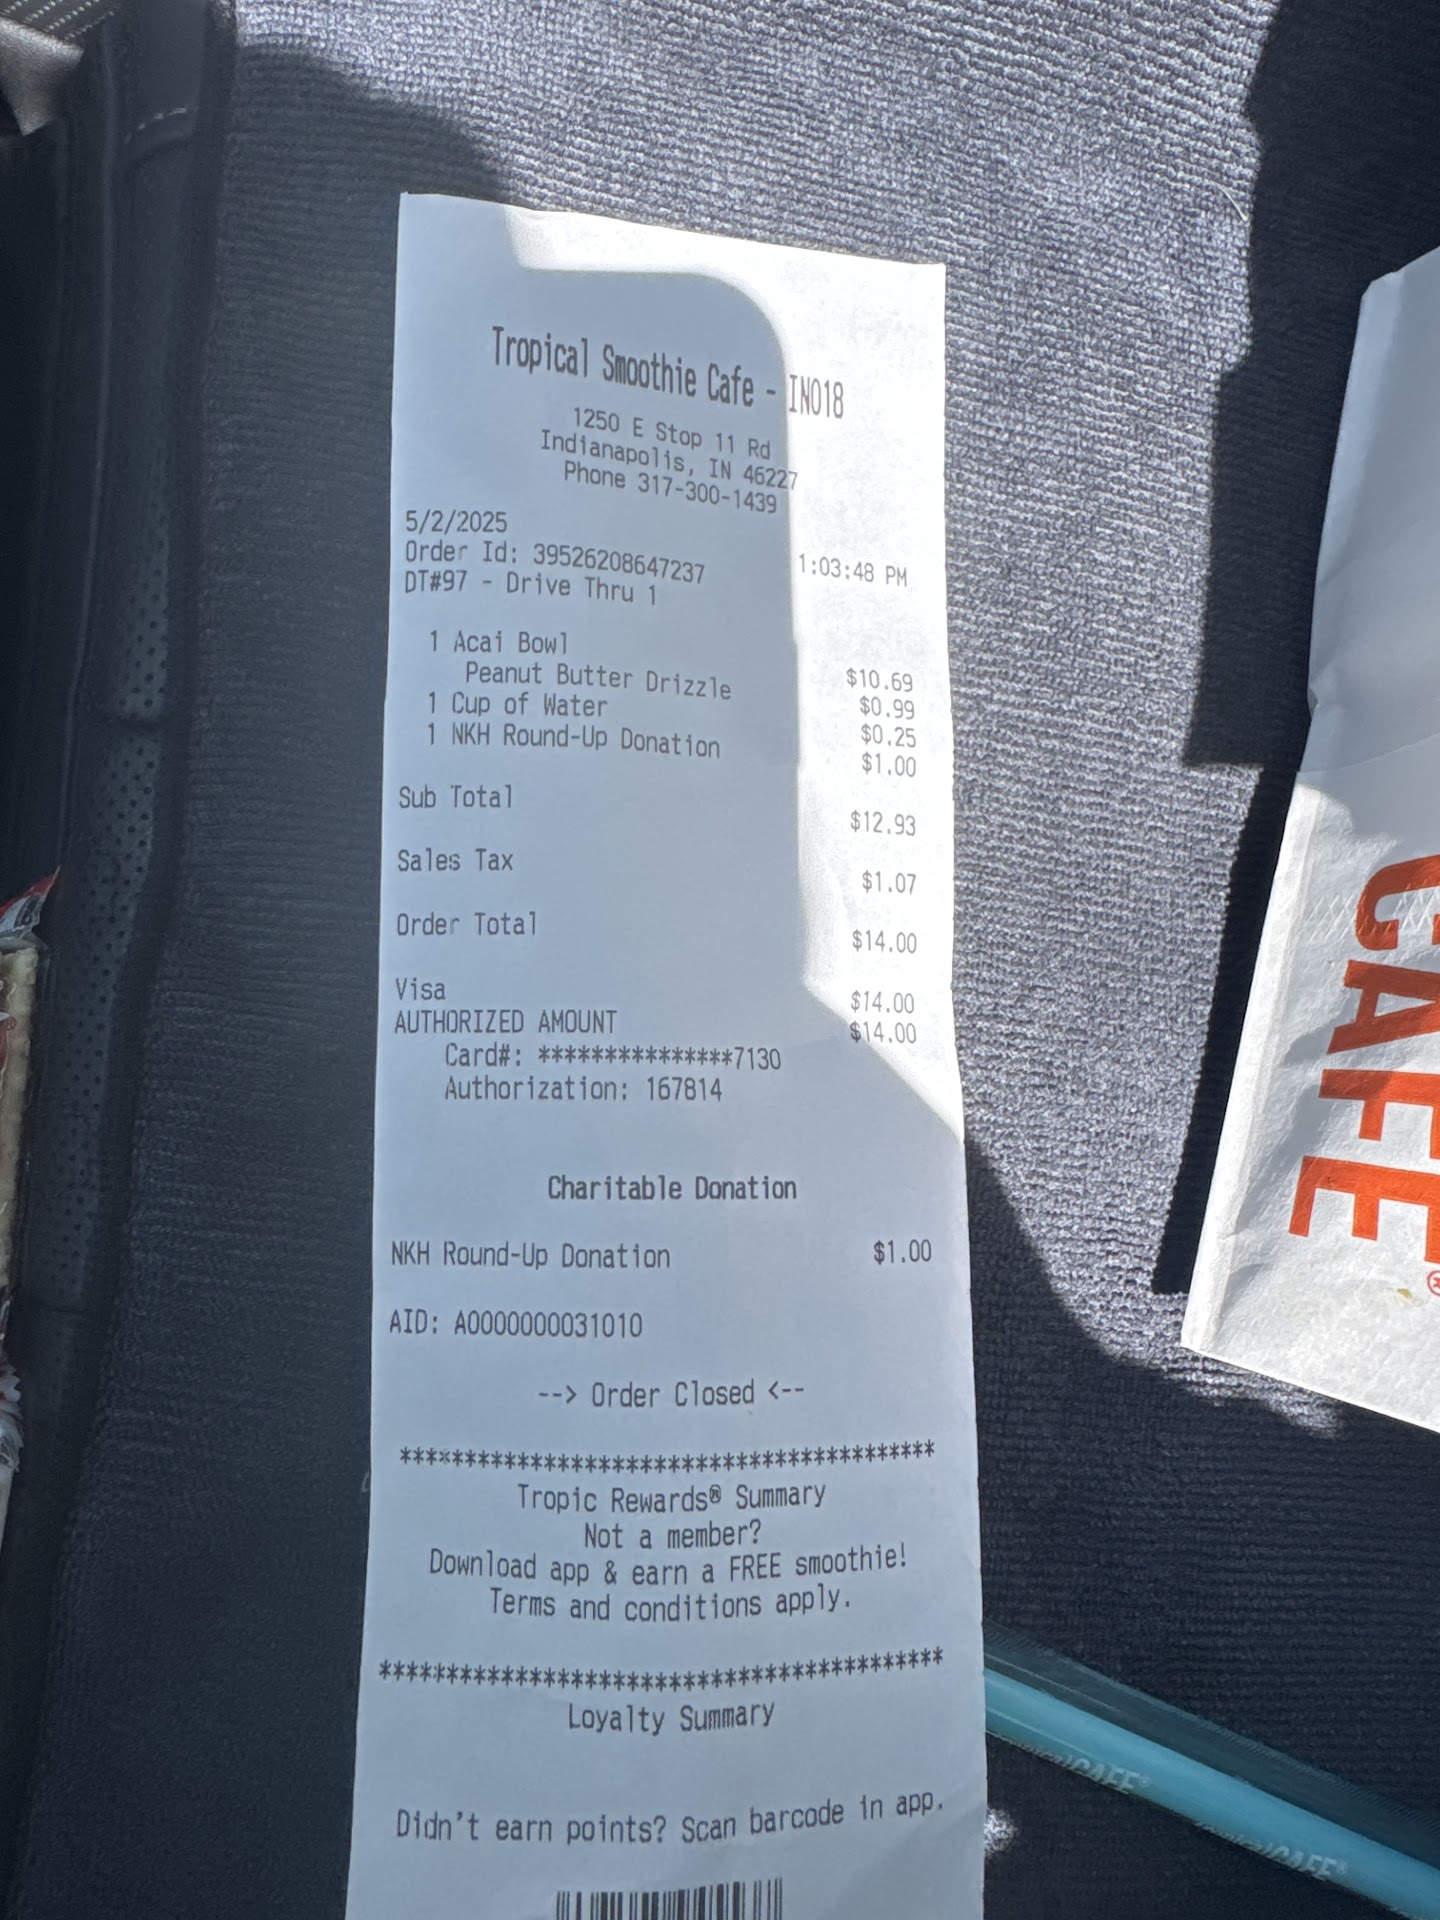 Tropical Smoothie Cafe - IN018
1250 E Stop 11 Rd
Indianapolis, IN 46227
Phone 317-300-1439
5/2/2025 1:03:48 PM
Order Id: 39526208647237
DT#97 - Drive Thru 1
1 Acai Bowl $10.69
Peanut Butter Drizzle $0.99
1 Cup of Water $0.25
1 NKH Round-Up Donation $1.00
Sub Total $12.93
Sales Tax $1.07
Order Total $14.00
Visa $14.00
AUTHORIZED AMOUNT $14.00
Card#: ***************7130
Authorization: 167814
Charitable Donation
NKH Round-Up Donation $1.00
AID: A0000000031010
--> Order Closed <--
*****************************************
Tropic Rewards® Summary
Not a member?
Download app & earn a FREE smoothie!
Terms and conditions apply.
*******************************************
Loyalty Summary
Didn't earn points? Scan barcode in app.
CAFE®
CAFE®
CAFE®